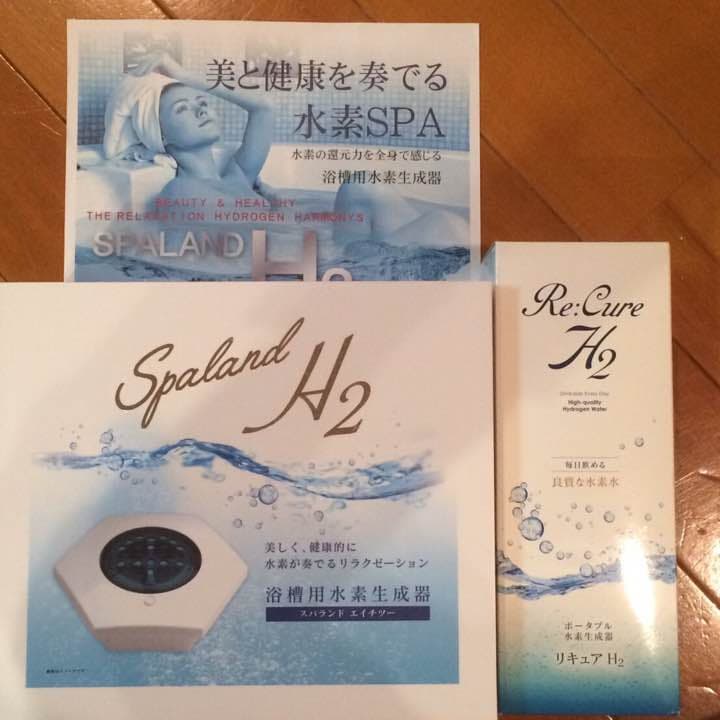 美と健康を奏でる
水素SPA
水素の還元力を全身で感じる
浴槽用水素生成器
BEAUTY & HEALTHY
THE RELAXATION HYDROGEN HARMONYS
SPALAND H2
Spaland H2
美しく、健康的に
水素が奏でるリラクゼーション
浴槽用水素生成器
スパランド エイチツー
Re:Cure
H2
High-quality
Hydrogen Water
毎日飲める
良質な水素水
ポータブル
水素生成器
リキュア H2